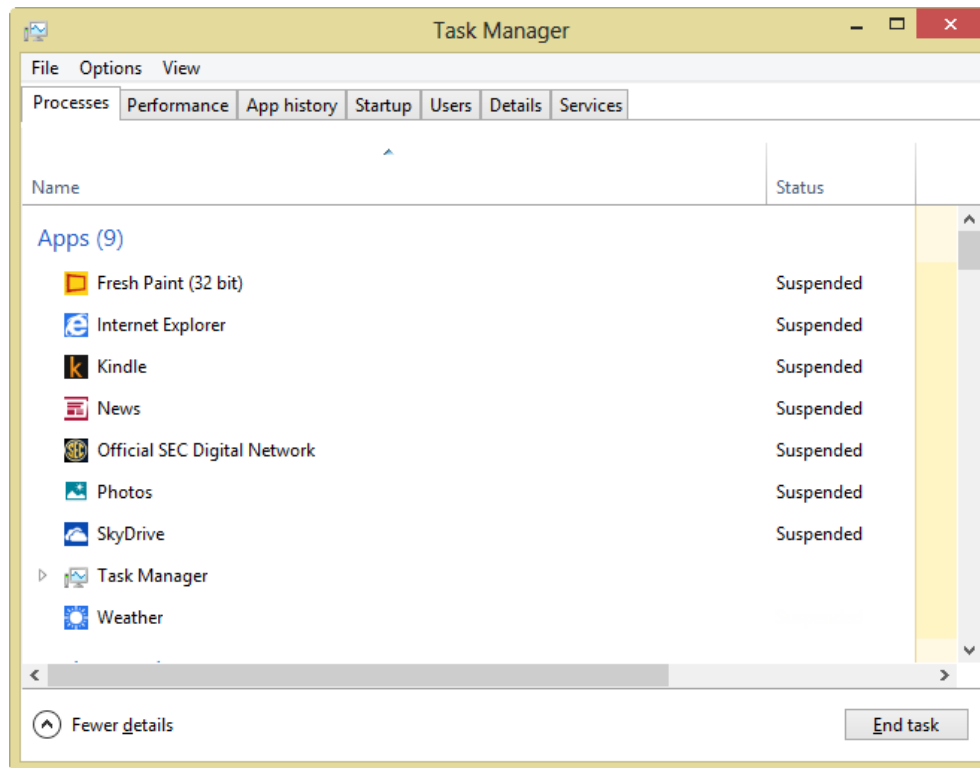 Task Manager
File Options View
Processes Performance App history Startup Users Details Services
Name Status
Apps (9)
Fresh Paint (32 bit) Suspended
Internet Explorer Suspended
Kindle Suspended
News Suspended
Official SEC Digital Network Suspended
Photos Suspended
SkyDrive Suspended
Task Manager
Weather
Fewer details End task